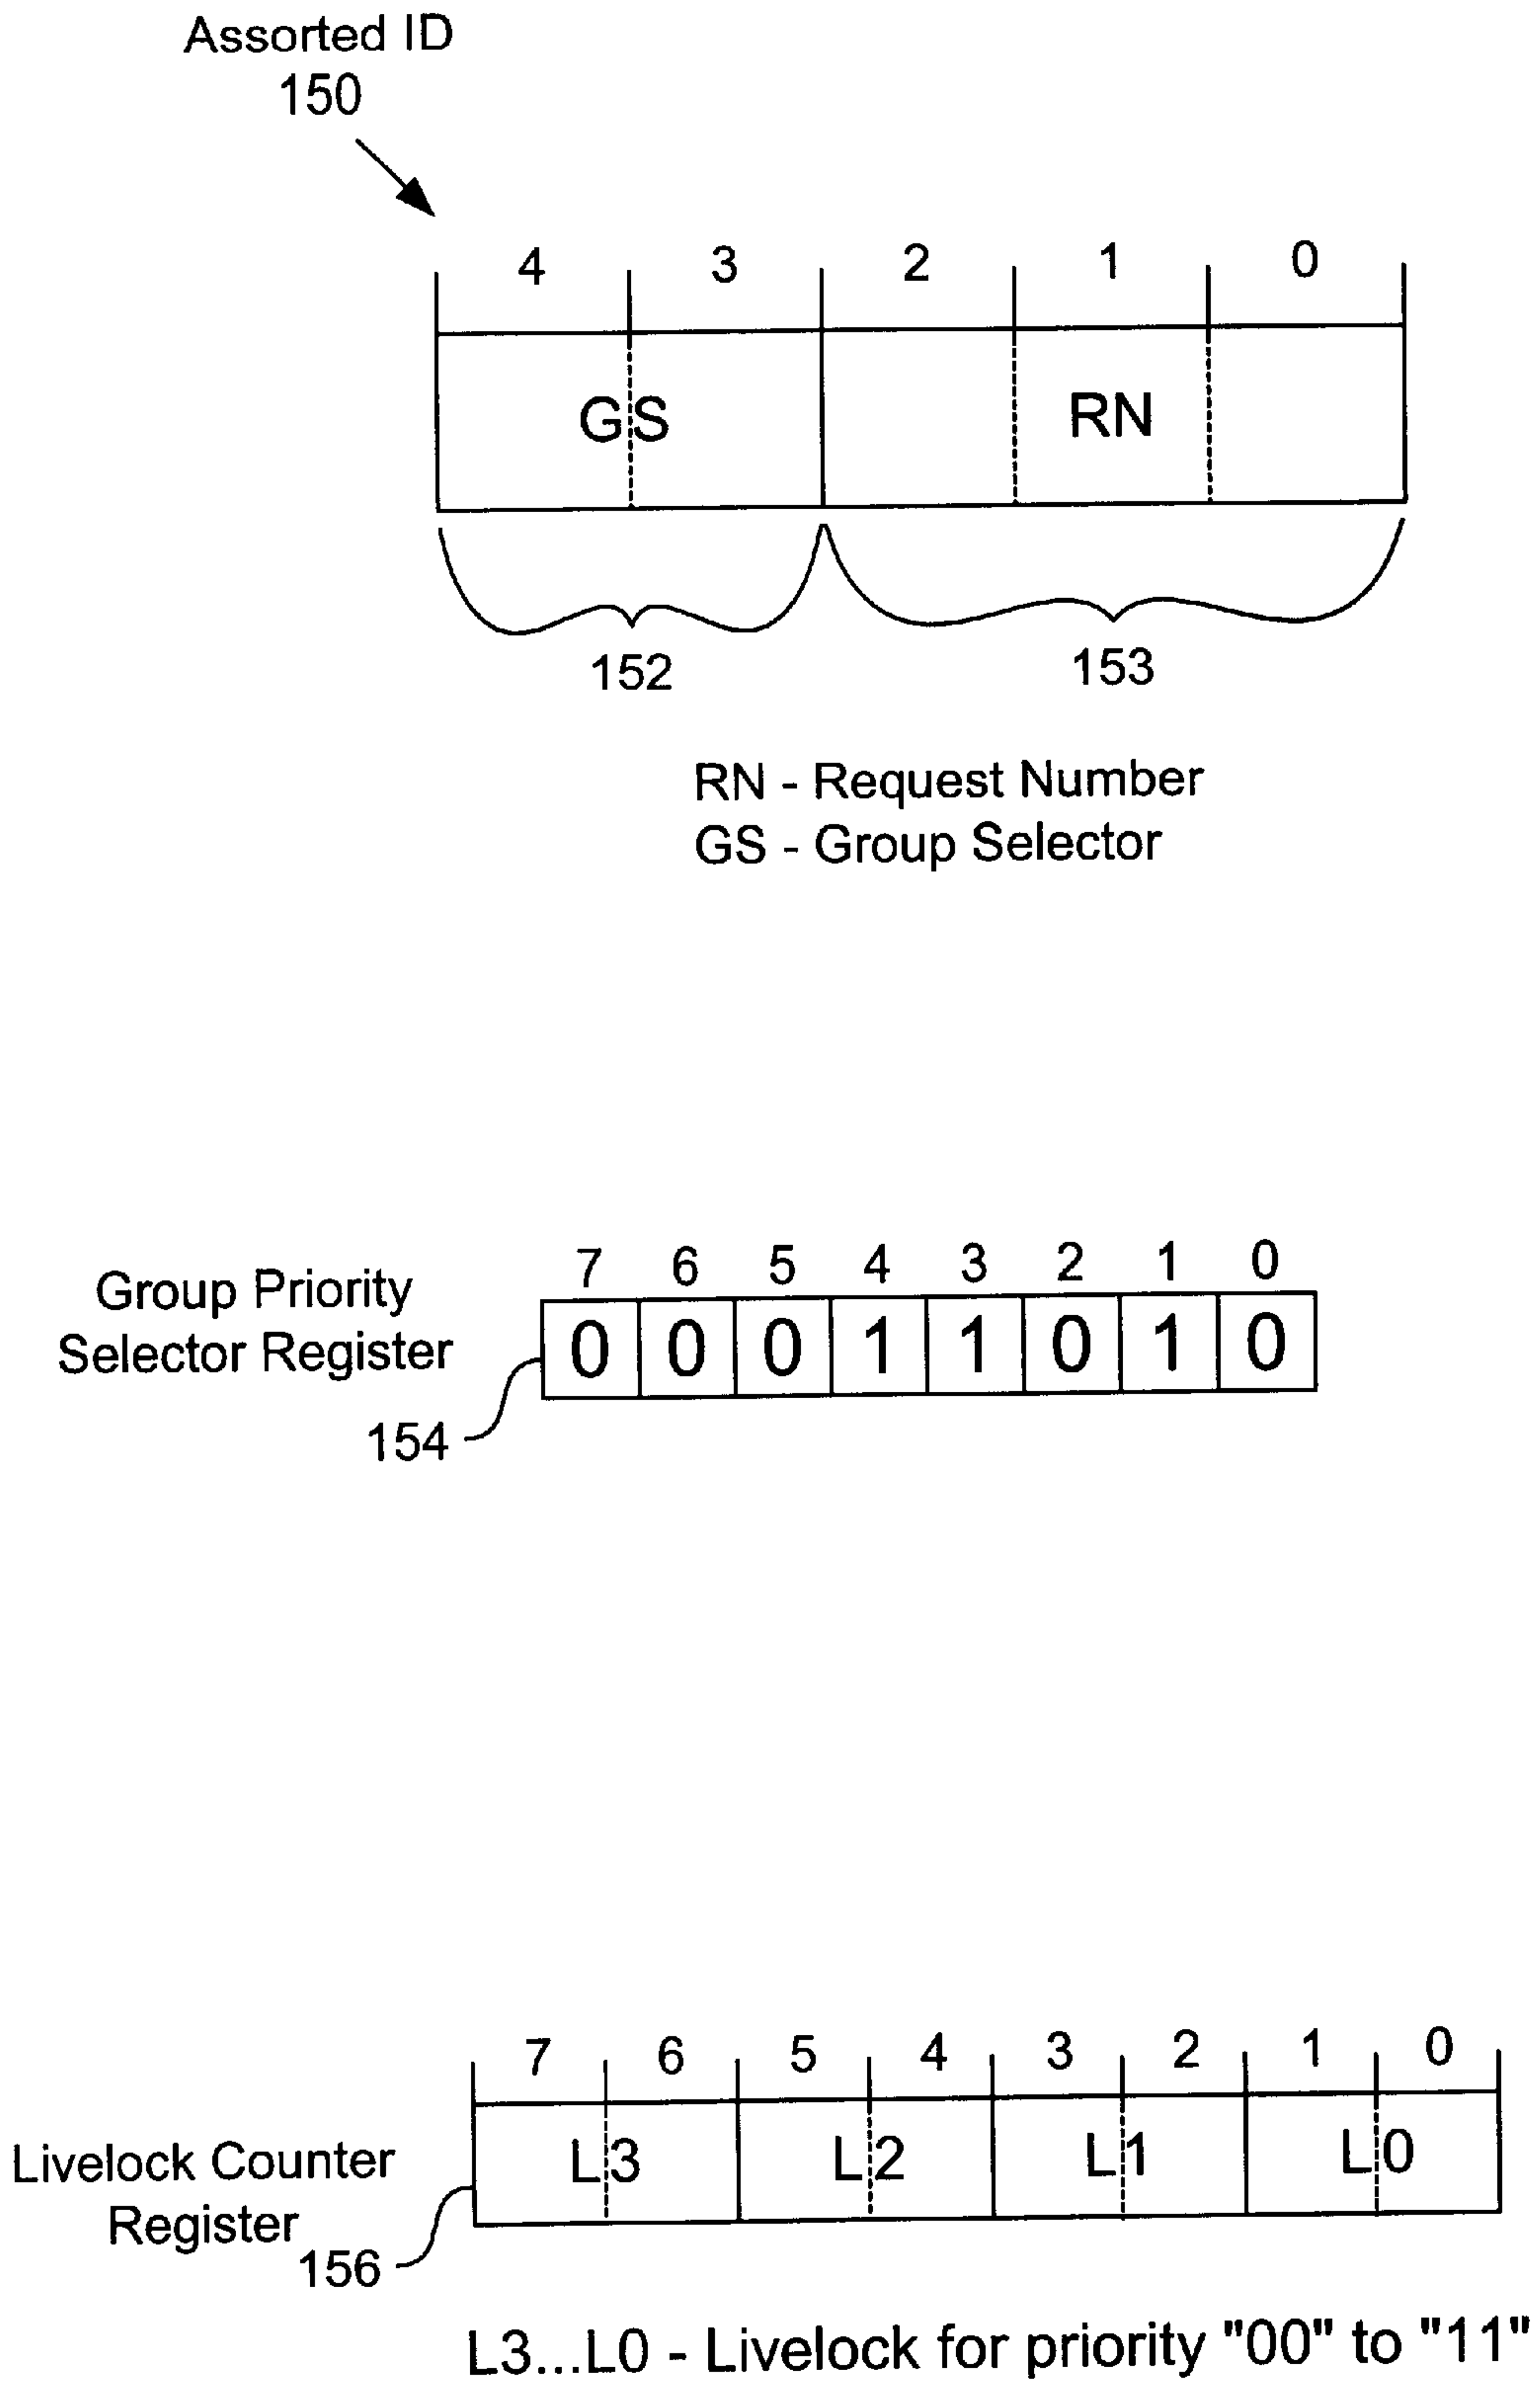 Assorted ID
150
4 3 2 1 0
GS RN
152 153
RN - Request Number
GS - Group Selector
7 6 5 4 3 2 1 0
Group Priority
Selector Register
0 0 0 1 1 0 1 0
154
7 6 5 4 3 2 1 0
L3 L2 L1 L0
Livelock Counter
Register
156
L3...L0 - Livelock for priority "00" to "11"